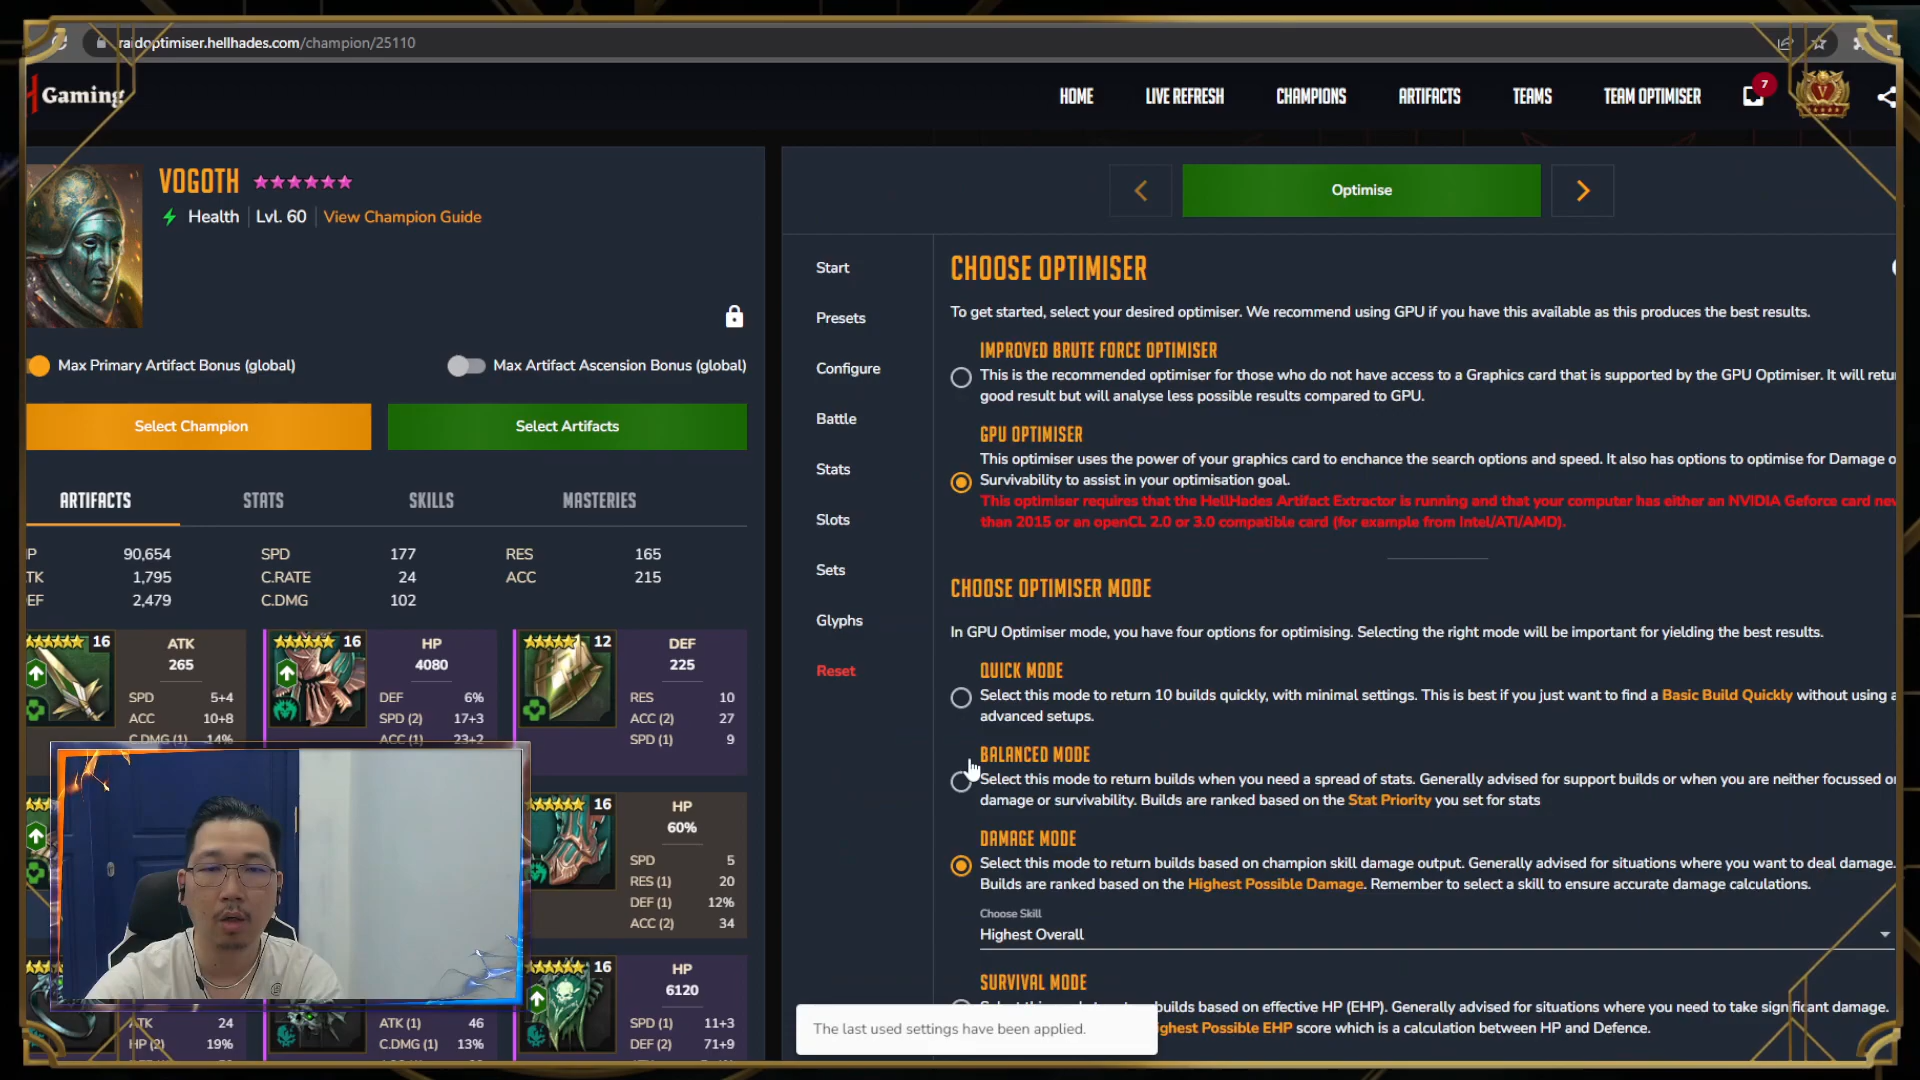 raidoptimiser.hellhades.com/champion/25110
Gaming
HOME
LIVE REFRESH
CHAMPIONS
ARTIFACTS
TEAMS
TEAM OPTIMISER
7
V
VOGOTH
Health
Lvl. 60
View Champion Guide
Max Primary Artifact Bonus (global)
Max Artifact Ascension Bonus (global)
Select Champion
Select Artifacts
ARTIFACTS
STATS
SKILLS
MASTERIES
P 90,654 SPD 177 RES 165
TK 1,795 C.RATE 24 ACC 215
EF 2,479 C.DMG 102
16
ATK
265
SPD 5+4
ACC 10+8
C.DMG (1) 14%
16
HP
4080
DEF 6%
SPD (2) 17+3
ACC (1) 23+2
12
DEF
225
RES 10
ACC (2) 27
SPD (1) 9
16
HP
60%
SPD 5
RES (1) 20
DEF (1) 12%
ACC (2) 34
ATK 24
HP (2) 19%
ATK (1) 46
C.DMG (1) 13%
16
HP
6120
SPD (1) 11+3
DEF (2) 71+9
Optimise
Start
Presets
Configure
Battle
Stats
Slots
Sets
Glyphs
Reset
CHOOSE OPTIMISER
To get started, select your desired optimiser. We recommend using GPU if you have this available as this produces the best results.
IMPROVED BRUTE FORCE OPTIMISER
This is the recommended optimiser for those who do not have access to a Graphics card that is supported by the GPU Optimiser. It will retu
good result but will analyse less possible results compared to GPU.
GPU OPTIMISER
This optimiser uses the power of your graphics card to enchance the search options and speed. It also has options to optimise for Damage o
Survivability to assist in your optimisation goal.
This optimiser requires that the HellHades Artifact Extractor is running and that your computer has either an NVIDIA Geforce card new
than 2015 or an openCL 2.0 or 3.0 compatible card (for example from Intel/ATI/AMD).
CHOOSE OPTIMISER MODE
In GPU Optimiser mode, you have four options for optimising. Selecting the right mode will be important for yielding the best results.
QUICK MODE
Select this mode to return 10 builds quickly, with minimal settings. This is best if you just want to find a Basic Build Quickly without using a
advanced setups.
BALANCED MODE
Select this mode to return builds when you need a spread of stats. Generally advised for support builds or when you are neither focussed on
damage or survivability. Builds are ranked based on the Stat Priority you set for stats
DAMAGE MODE
Select this mode to return builds based on champion skill damage output. Generally advised for situations where you want to deal damage.
Builds are ranked based on the Highest Possible Damage. Remember to select a skill to ensure accurate damage calculations.
Choose Skill
Highest Overall
SURVIVAL MODE
builds based on effective HP (EHP). Generally advised for situations where you need to take significant damage.
ighest Possible EHP score which is a calculation between HP and Defence.
The last used settings have been applied.